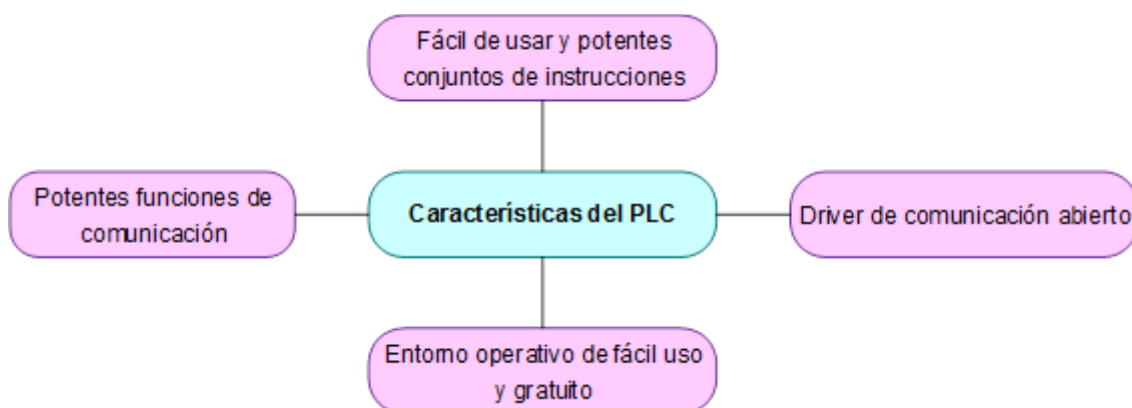 Fácil de usar y potentes
conjuntos de instrucciones
Potentes funciones de
comunicación
Características del PLC
Driver de comunicación abierto
Entorno operativo de fácil uso
y gratuito